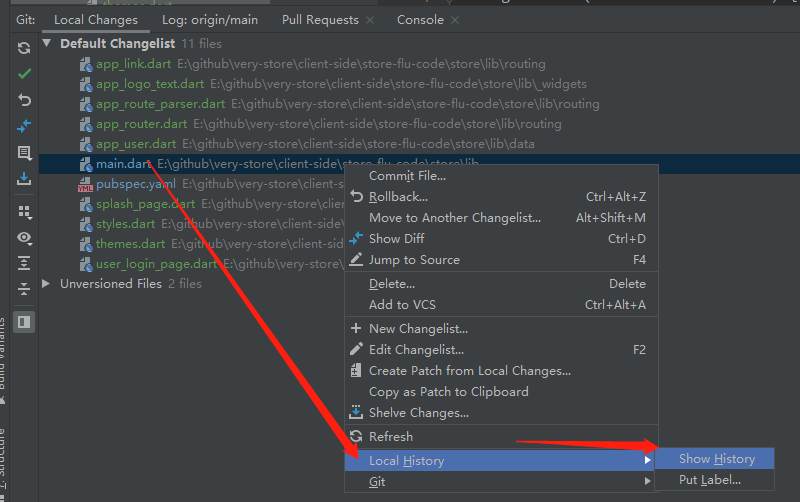 Git: Local Changes Log: origin/main Pull Requests Console
Default Changelist 11 files
app_link.dart E:\github\very-store\client-side\store-flu-code\store\lib\routing
app_logo_text.dart E:\github\very-store\client-side\store-flu-code\store\lib\_widgets
app_route_parser.dart E:\github\very-store\client-side\store-flu-code\store\lib\routing
app_router.dart E:\github\very-store\client-side\store-flu-code\store\lib\routing
app_user.dart E:\github\very-store\client-side\store-flu-code\store\lib\data
main.dart E:\github\very-store\client-side\store-flu-code\store\lib
YML pubspec.yaml E:\github\very-store\client-s
splash_page.dart E:\github\very-store\clie
styles.dart E:\github\very-store\client-side
themes.dart E:\github\very-store\client-sid
user_login_page.dart E:\github\very-store\
Unversioned Files 2 files
Commit File...
Rollback... Ctrl+Alt+Z
Move to Another Changelist... Alt+Shift+M
Show Diff Ctrl+D
Jump to Source F4
Delete... Delete
Add to VCS Ctrl+Alt+A
New Changelist...
Edit Changelist... F2
Create Patch from Local Changes...
Copy as Patch to Clipboard
Shelve Changes...
Refresh
Local History
Git
Show History
Put Label...
Build Variants
Z: Structure